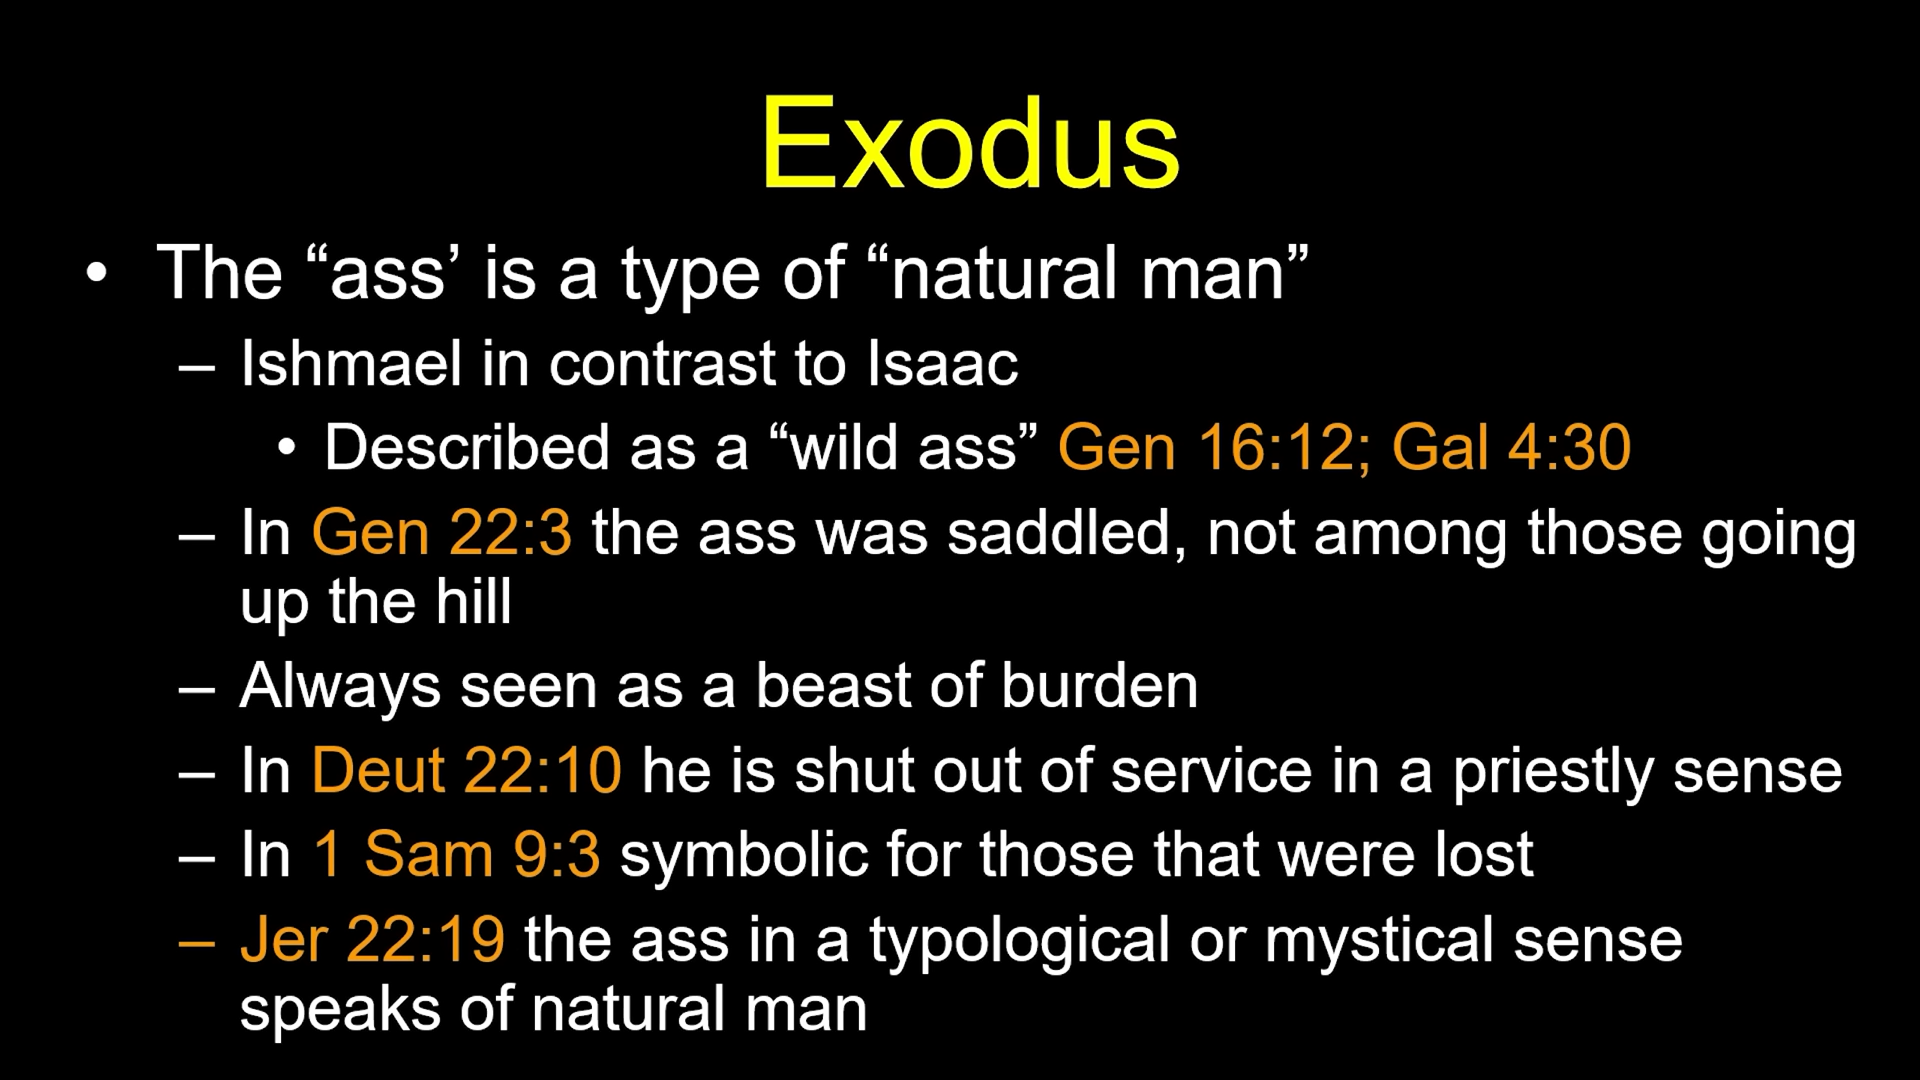 Exodus
• The “ass’ is a type of “natural man”
– Ishmael in contrast to Isaac
• Described as a “wild ass” Gen 16:12; Gal 4:30
– In Gen 22:3 the ass was saddled, not among those going
up the hill
– Always seen as a beast of burden
– In Deut 22:10 he is shut out of service in a priestly sense
– In 1 Sam 9:3 symbolic for those that were lost
– Jer 22:19 the ass in a typological or mystical sense
speaks of natural man